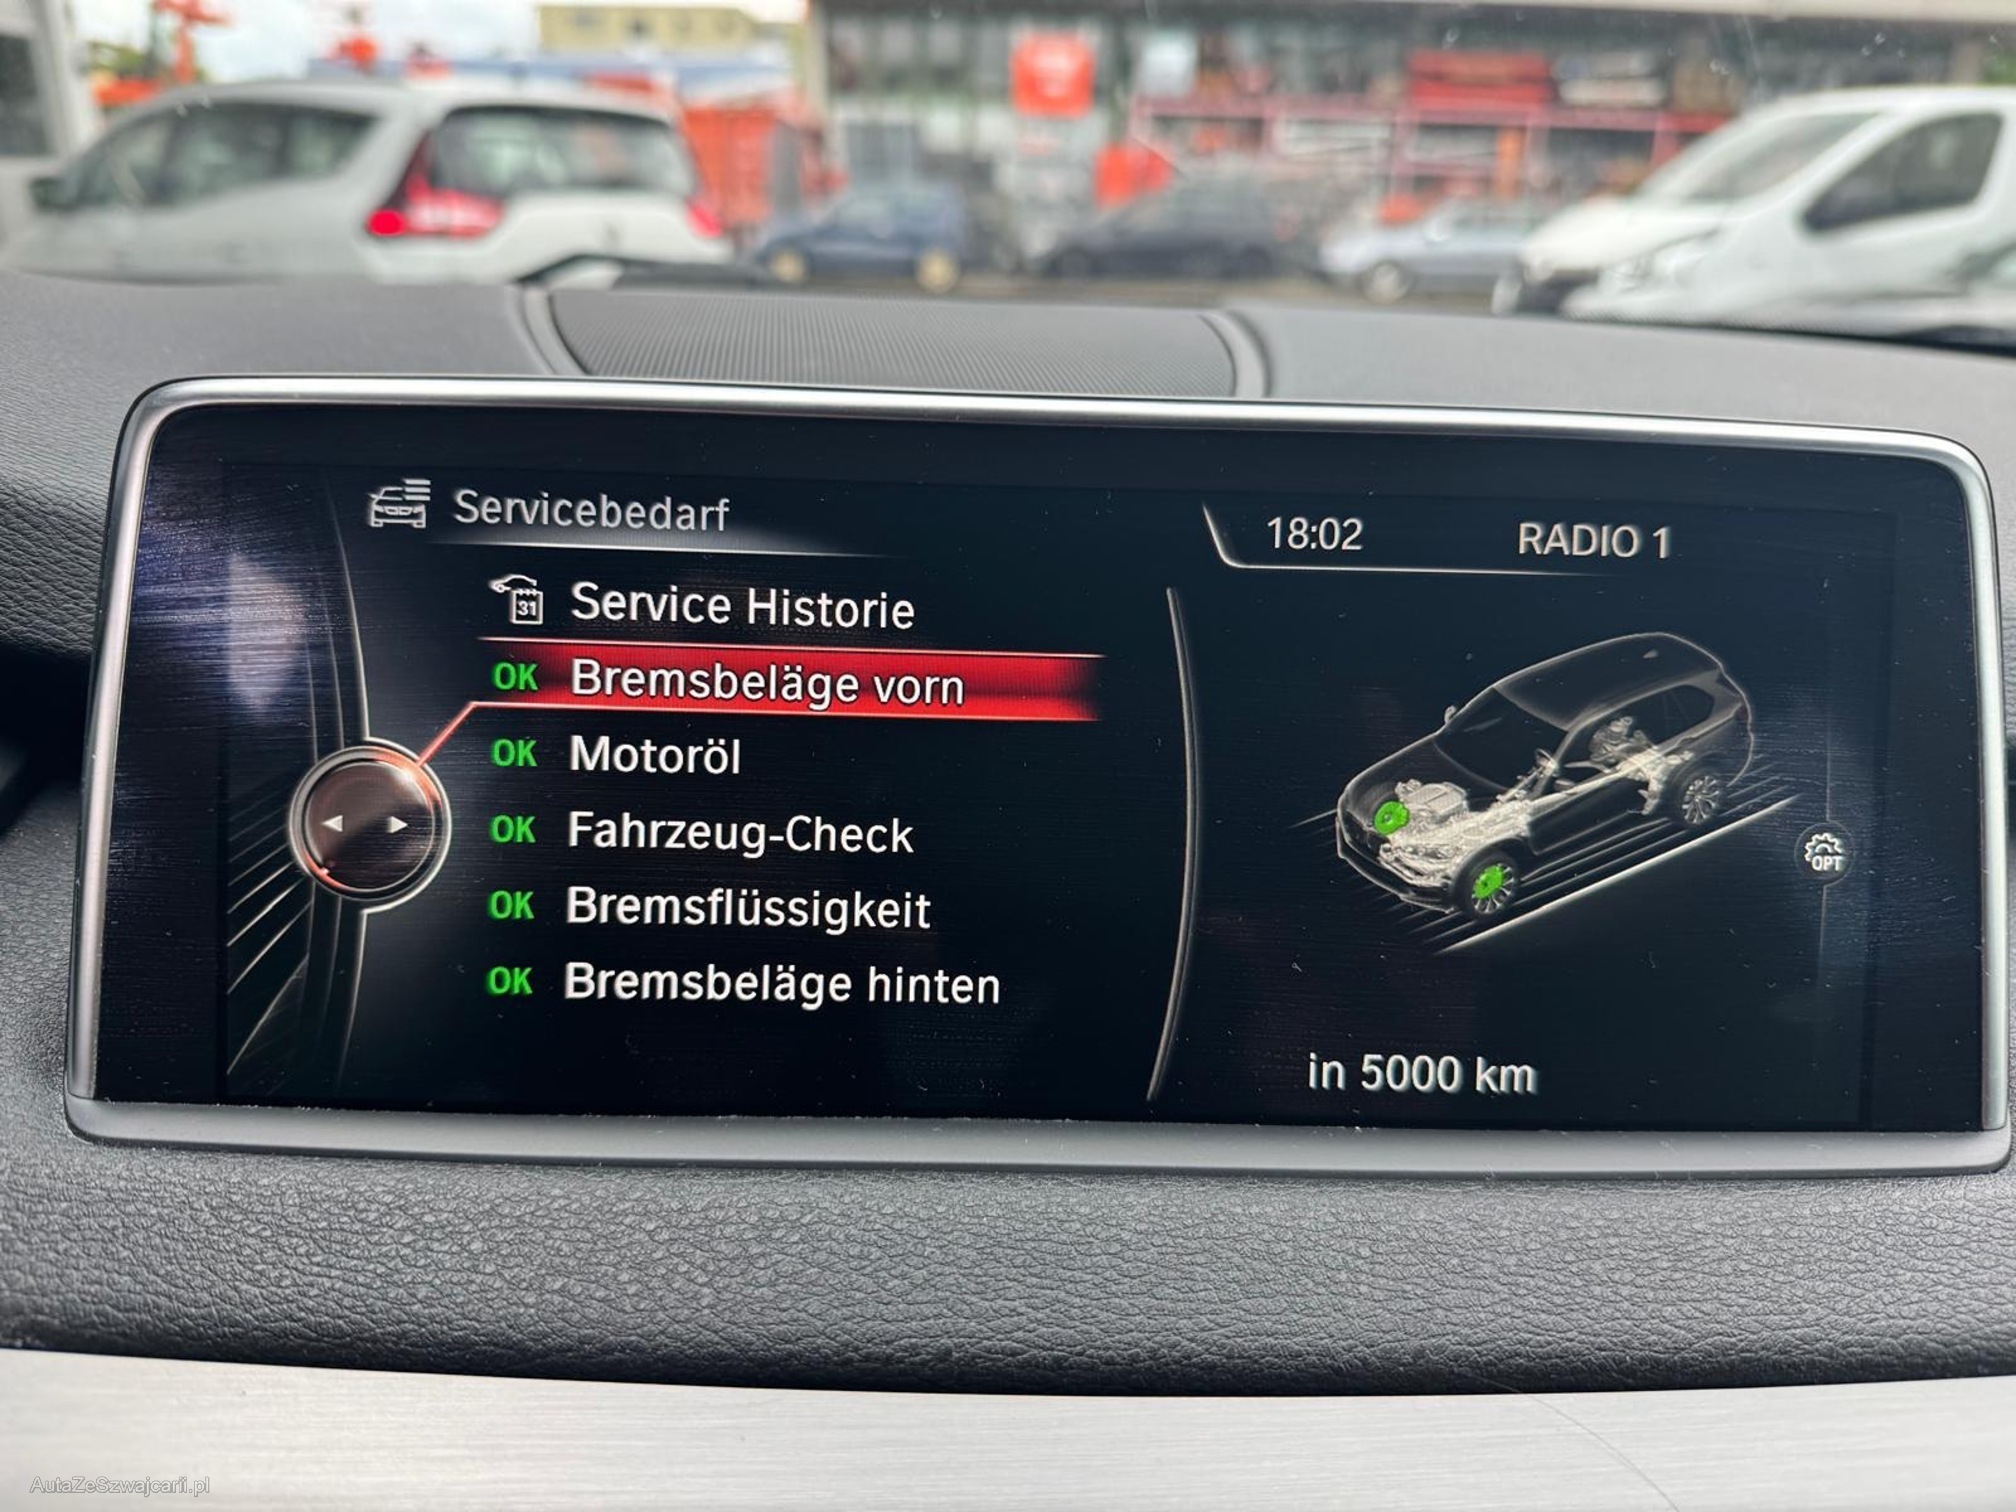 Servicebedarf
18:02
RADIO 1
31 Service Historie
OK Bremsbeläge vorn
OK Motoröl
OK Fahrzeug-Check
OK Bremsflüssigkeit
OK Bremsbeläge hinten
OPT
in 5000 km
AutaZeSzwajcarii.pl